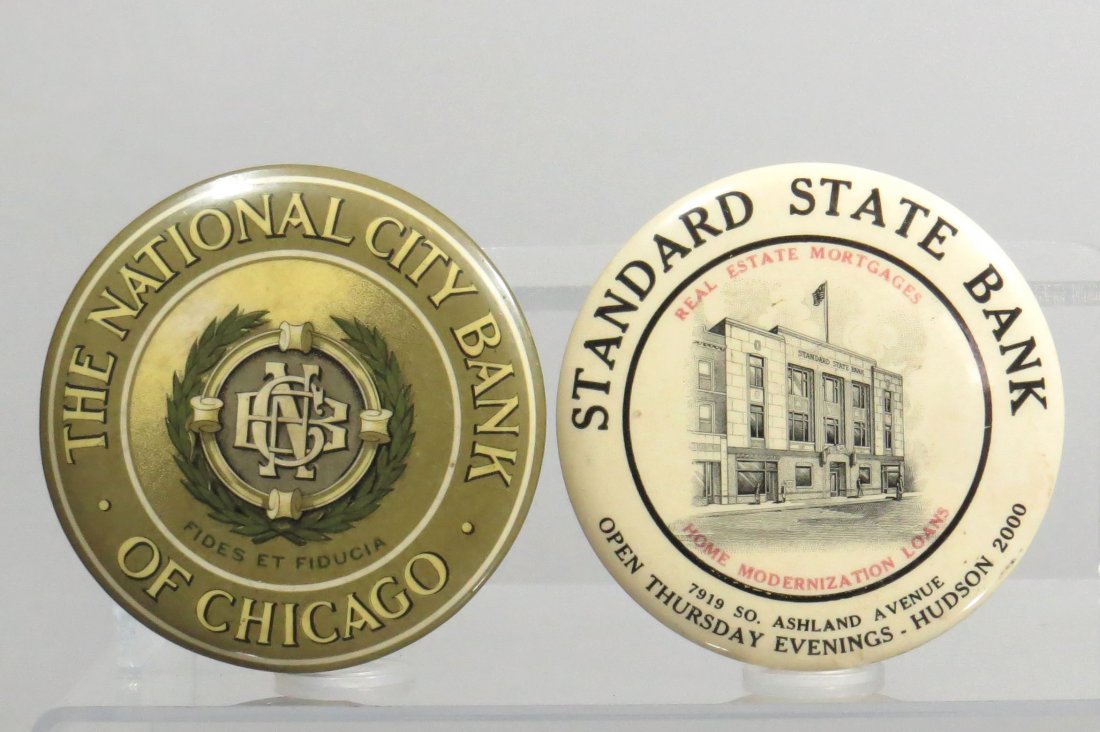 THE NATIONAL CITY BANK
OF CHICAGO
NCB
FIDES ET FIDUCIA
STANDARD STATE BANK
REAL ESTATE MORTGAGES
STANDARD STATE BANK
HOME MODERNIZATION LOANS
7919 SO. ASHLAND AVENUE
OPEN THURSDAY EVENINGS - HUDSON 2000